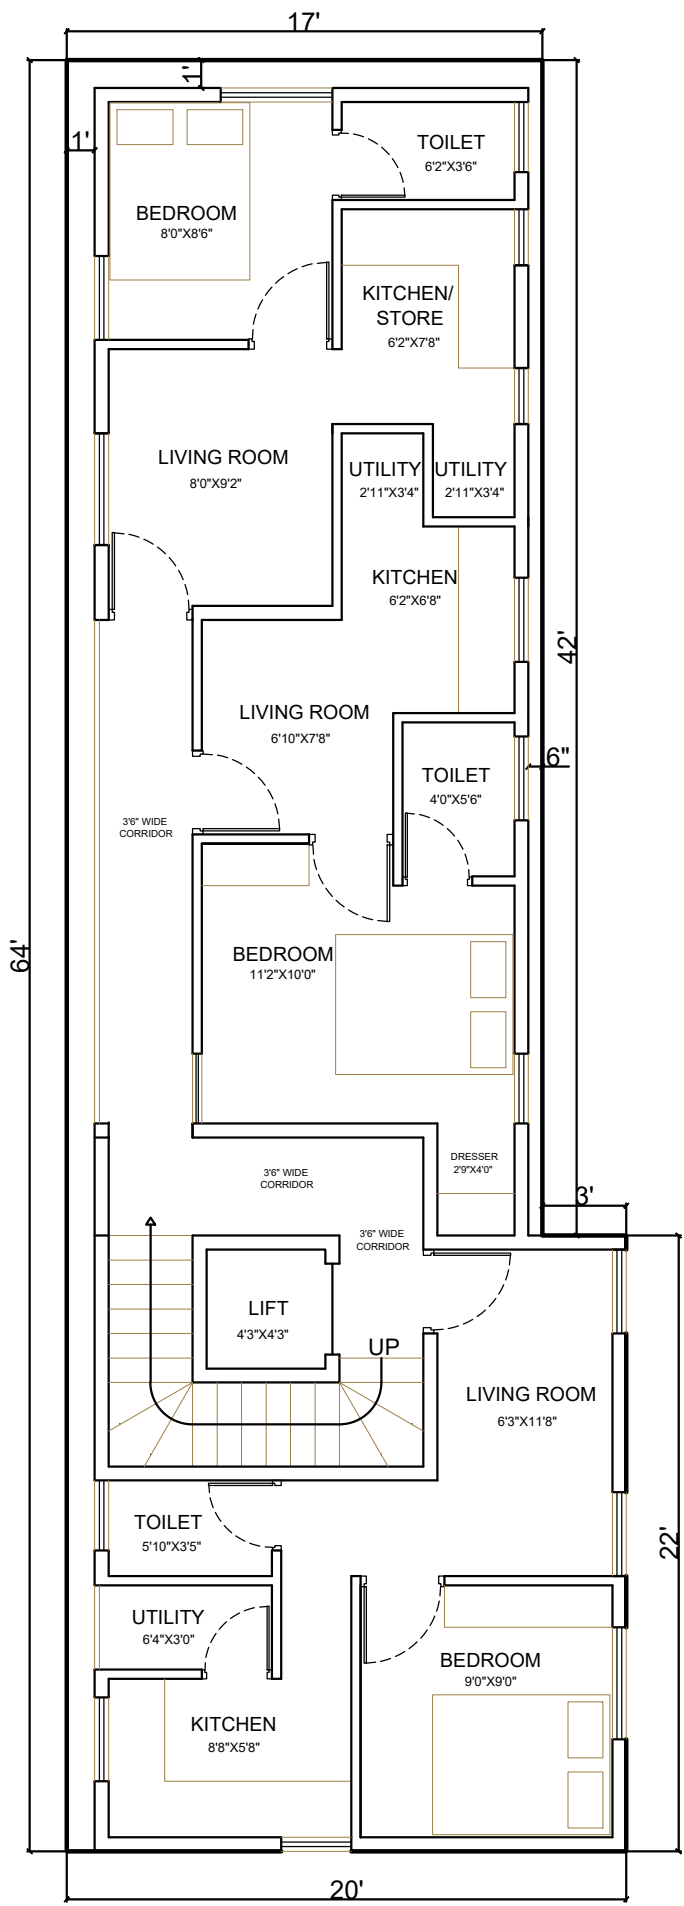 17'
1'
1'
TOILET
6'2"X3'6"
BEDROOM
8'0"X8'6"
KITCHEN/
STORE
6'2"X7'8"
LIVING ROOM
8'0"X9'2"
UTILITY
2'11"X3'4"
UTILITY
2'11"X3'4"
KITCHEN
6'2"X6'8"
42'
LIVING ROOM
6'10"X7'8"
6"
TOILET
4'0"X5'6"
3'6" WIDE
CORRIDOR
64'
BEDROOM
11'2"X10'0"
DRESSER
2'9"X4'0"
3'6" WIDE
CORRIDOR
3'
3'6" WIDE
CORRIDOR
LIFT
4'3"X4'3"
UP
LIVING ROOM
6'3"X11'8"
TOILET
5'10"X3'5"
22'
UTILITY
6'4"X3'0"
BEDROOM
9'0"X9'0"
KITCHEN
8'8"X5'8"
20'